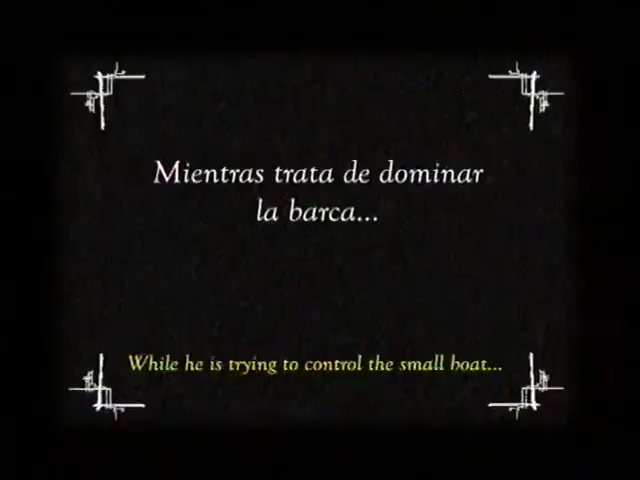 Mientras trata de dominar
la barca...
While he is trying to control the small boat...